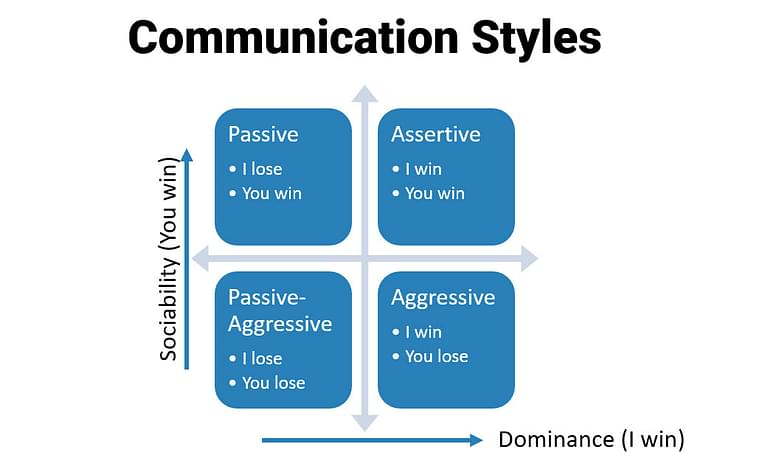 Communication Styles
Passive
• I lose
• You win
Assertive
• I win
• You win
Passive-
Aggressive
• I lose
• You lose
Aggressive
• I win
• You lose
Sociability (You win)
Dominance (I win)